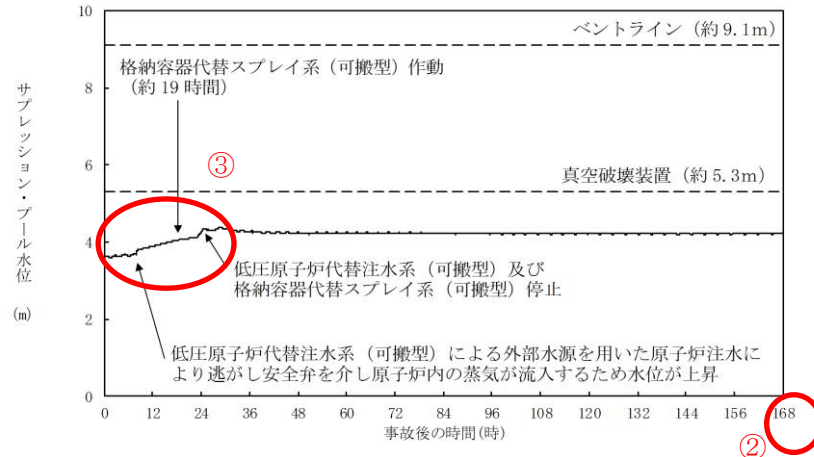 10
8
6
4
2
0
サプレッション・プール水位
(m)
ベントライン（約9.1m）
格納容器代替スプレイ系（可搬型）作動
（約19時間）
③
真空破壊装置（約5.3m）
低圧原子炉代替注水系（可搬型）及び
格納容器代替スプレイ系（可搬型）停止
低圧原子炉代替注水系（可搬型）による外部水源を用いた原子炉注水に
より逃がし安全弁を介し原子炉内の蒸気が流入するため水位が上昇
0 12 24 36 48 60 72 84 96 108 120 132 144 156 168
事故後の時間(時)
②